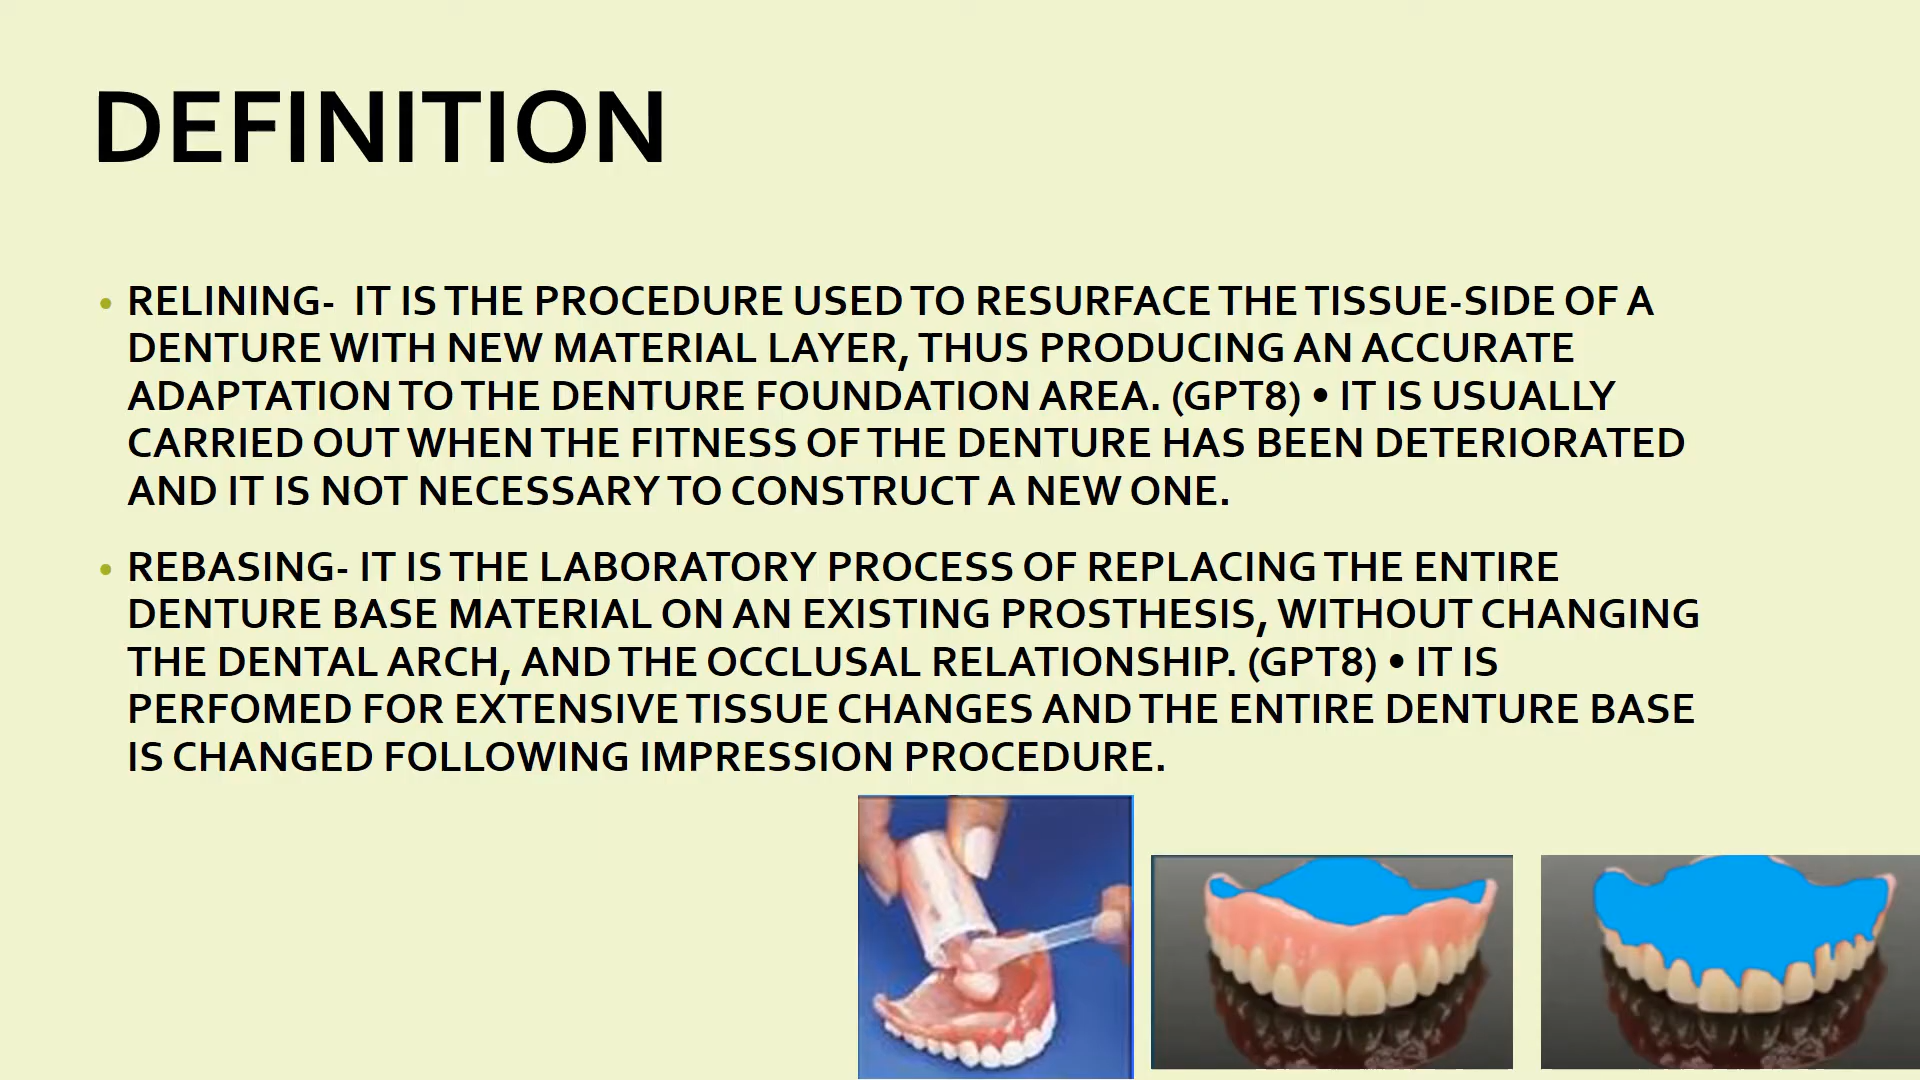 DEFINITION
• RELINING-  IT IS THE PROCEDURE USED TO RESURFACE THE TISSUE-SIDE OF A
DENTURE WITH NEW MATERIAL LAYER, THUS PRODUCING AN ACCURATE
ADAPTATION TO THE DENTURE FOUNDATION AREA. (GPT8) • IT IS USUALLY
CARRIED OUT WHEN THE FITNESS OF THE DENTURE HAS BEEN DETERIORATED
AND IT IS NOT NECESSARY TO CONSTRUCT A NEW ONE.
• REBASING- IT IS THE LABORATORY PROCESS OF REPLACING THE ENTIRE
DENTURE BASE MATERIAL ON AN EXISTING PROSTHESIS, WITHOUT CHANGING
THE DENTAL ARCH, AND THE OCCLUSAL RELATIONSHIP. (GPT8) • IT IS
PERFOMED FOR EXTENSIVE TISSUE CHANGES AND THE ENTIRE DENTURE BASE
IS CHANGED FOLLOWING IMPRESSION PROCEDURE.